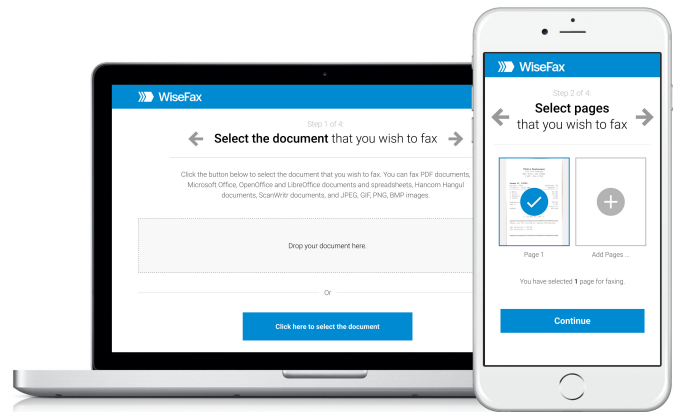 WiseFax
Step 1 of 4:
Select the document that you wish to fax
Click the button below to select the document that you wish to fax. You can fax PDF documents,
Microsoft Office, OpenOffice and LibreOffice documents and spreadsheets, Hancom Hangul
documents, ScanWritr documents, and JPEG, GIF, PNG, BMP images.
Drop your document here.
Or
Click here to select the document
WiseFax
Step 2 of 4:
Select pages
that you wish to fax
Page 1
Add Pages ...
You have selected 1 page for faxing.
Continue